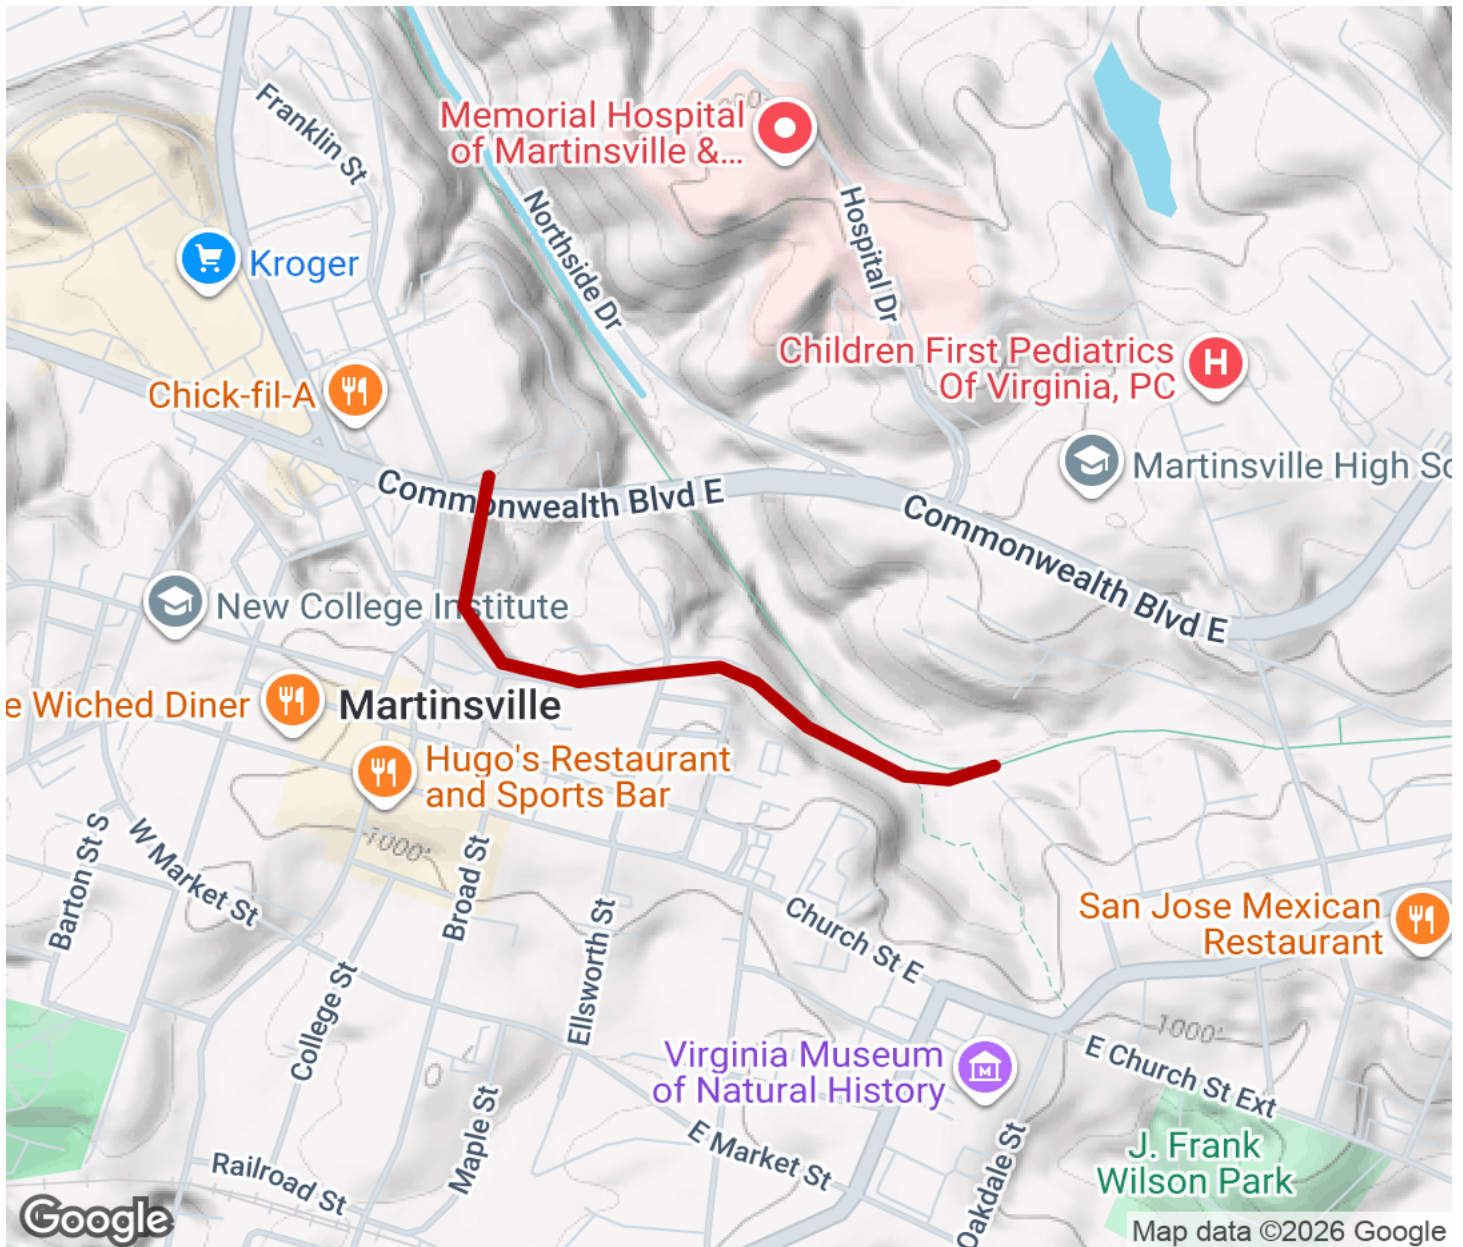 Franklin St
Memorial Hospital
of Martinsville &...
Northside Dr
Hospital Dr
Kroger
Children First Pediatrics
Of Virginia, PC
Chick-fil-A
Martinsville High Sc
Commonwealth Blvd E
Commonwealth Blvd E
New College Institute
e Wiched Diner
Martinsville
Hugo's Restaurant
and Sports Bar
1000'
Barton St S
W Market St
Broad St
College St
Ellsworth St
Church St E
San Jose Mexican
Restaurant
1000'
Virginia Museum
of Natural History
E Church St Ext
Maple St
E Market St
Oakdale St
J. Frank
Wilson Park
Railroad St
Google
Map data ©2026 Google